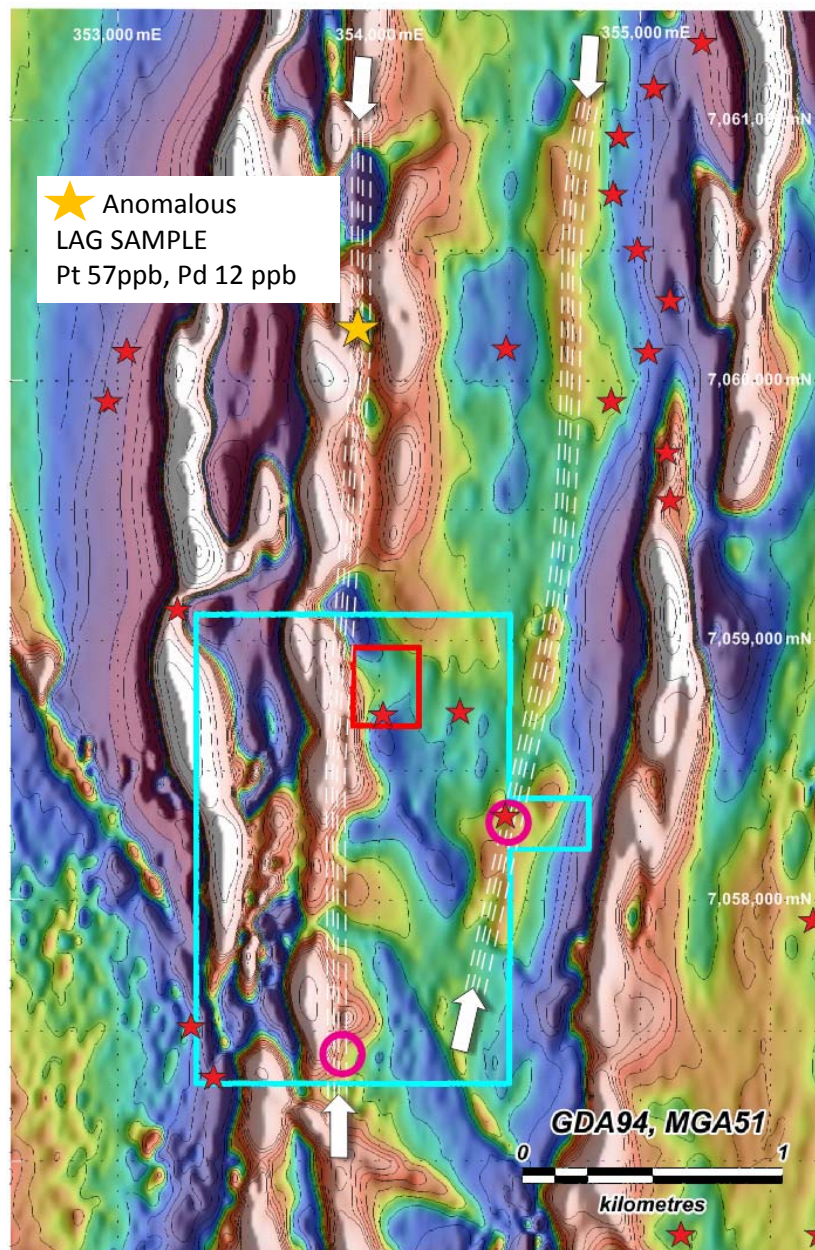 353,000 mE
354,000 mE
355,000 mE
7,061,000 mN
Anomalous
LAG SAMPLE
Pt 57ppb, Pd 12 ppb
7,060,000 mN
7,059,000 mN
7,058,000 mN
GDA94, MGA51
0 1
kilometres